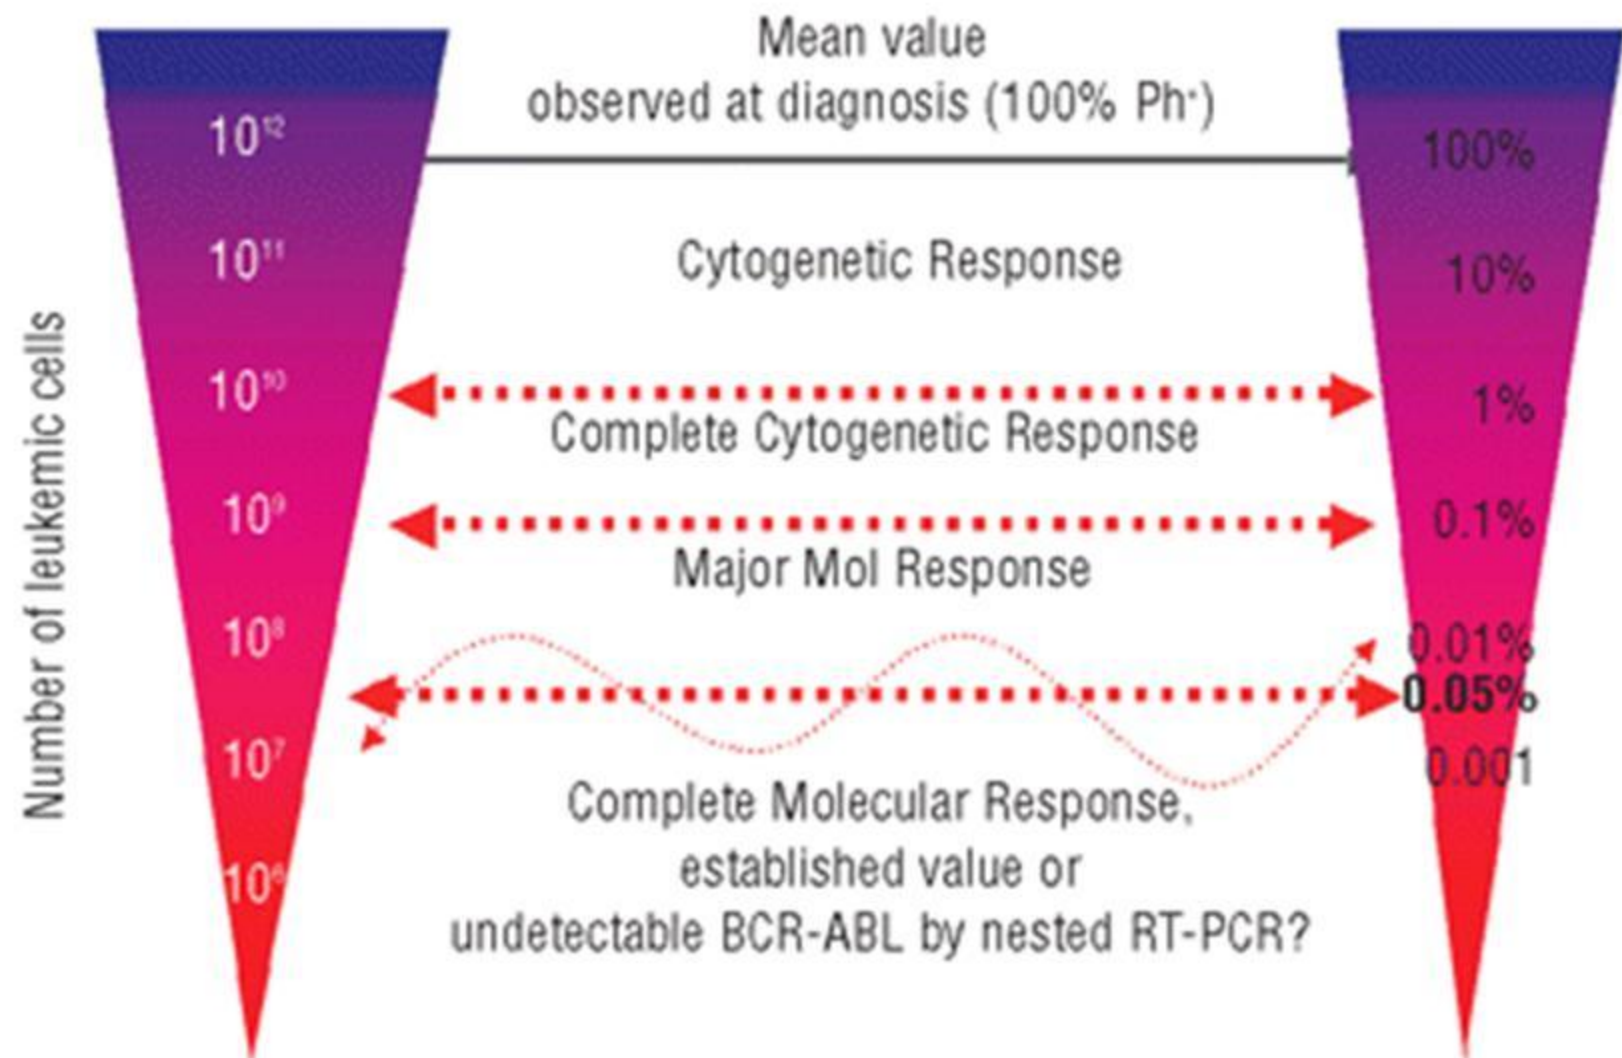 Mean value
observed at diagnosis (100% Ph⁺)
10¹²
100%
Cytogenetic Response
10¹¹
10%
10¹⁰
1%
Complete Cytogenetic Response
10⁹
0.1%
Major Mol Response
10⁸
0.01%
0.05%
10⁷
0.001
Complete Molecular Response,
established value or
undetectable BCR-ABL by nested RT-PCR?
10⁶
Number of leukemic cells